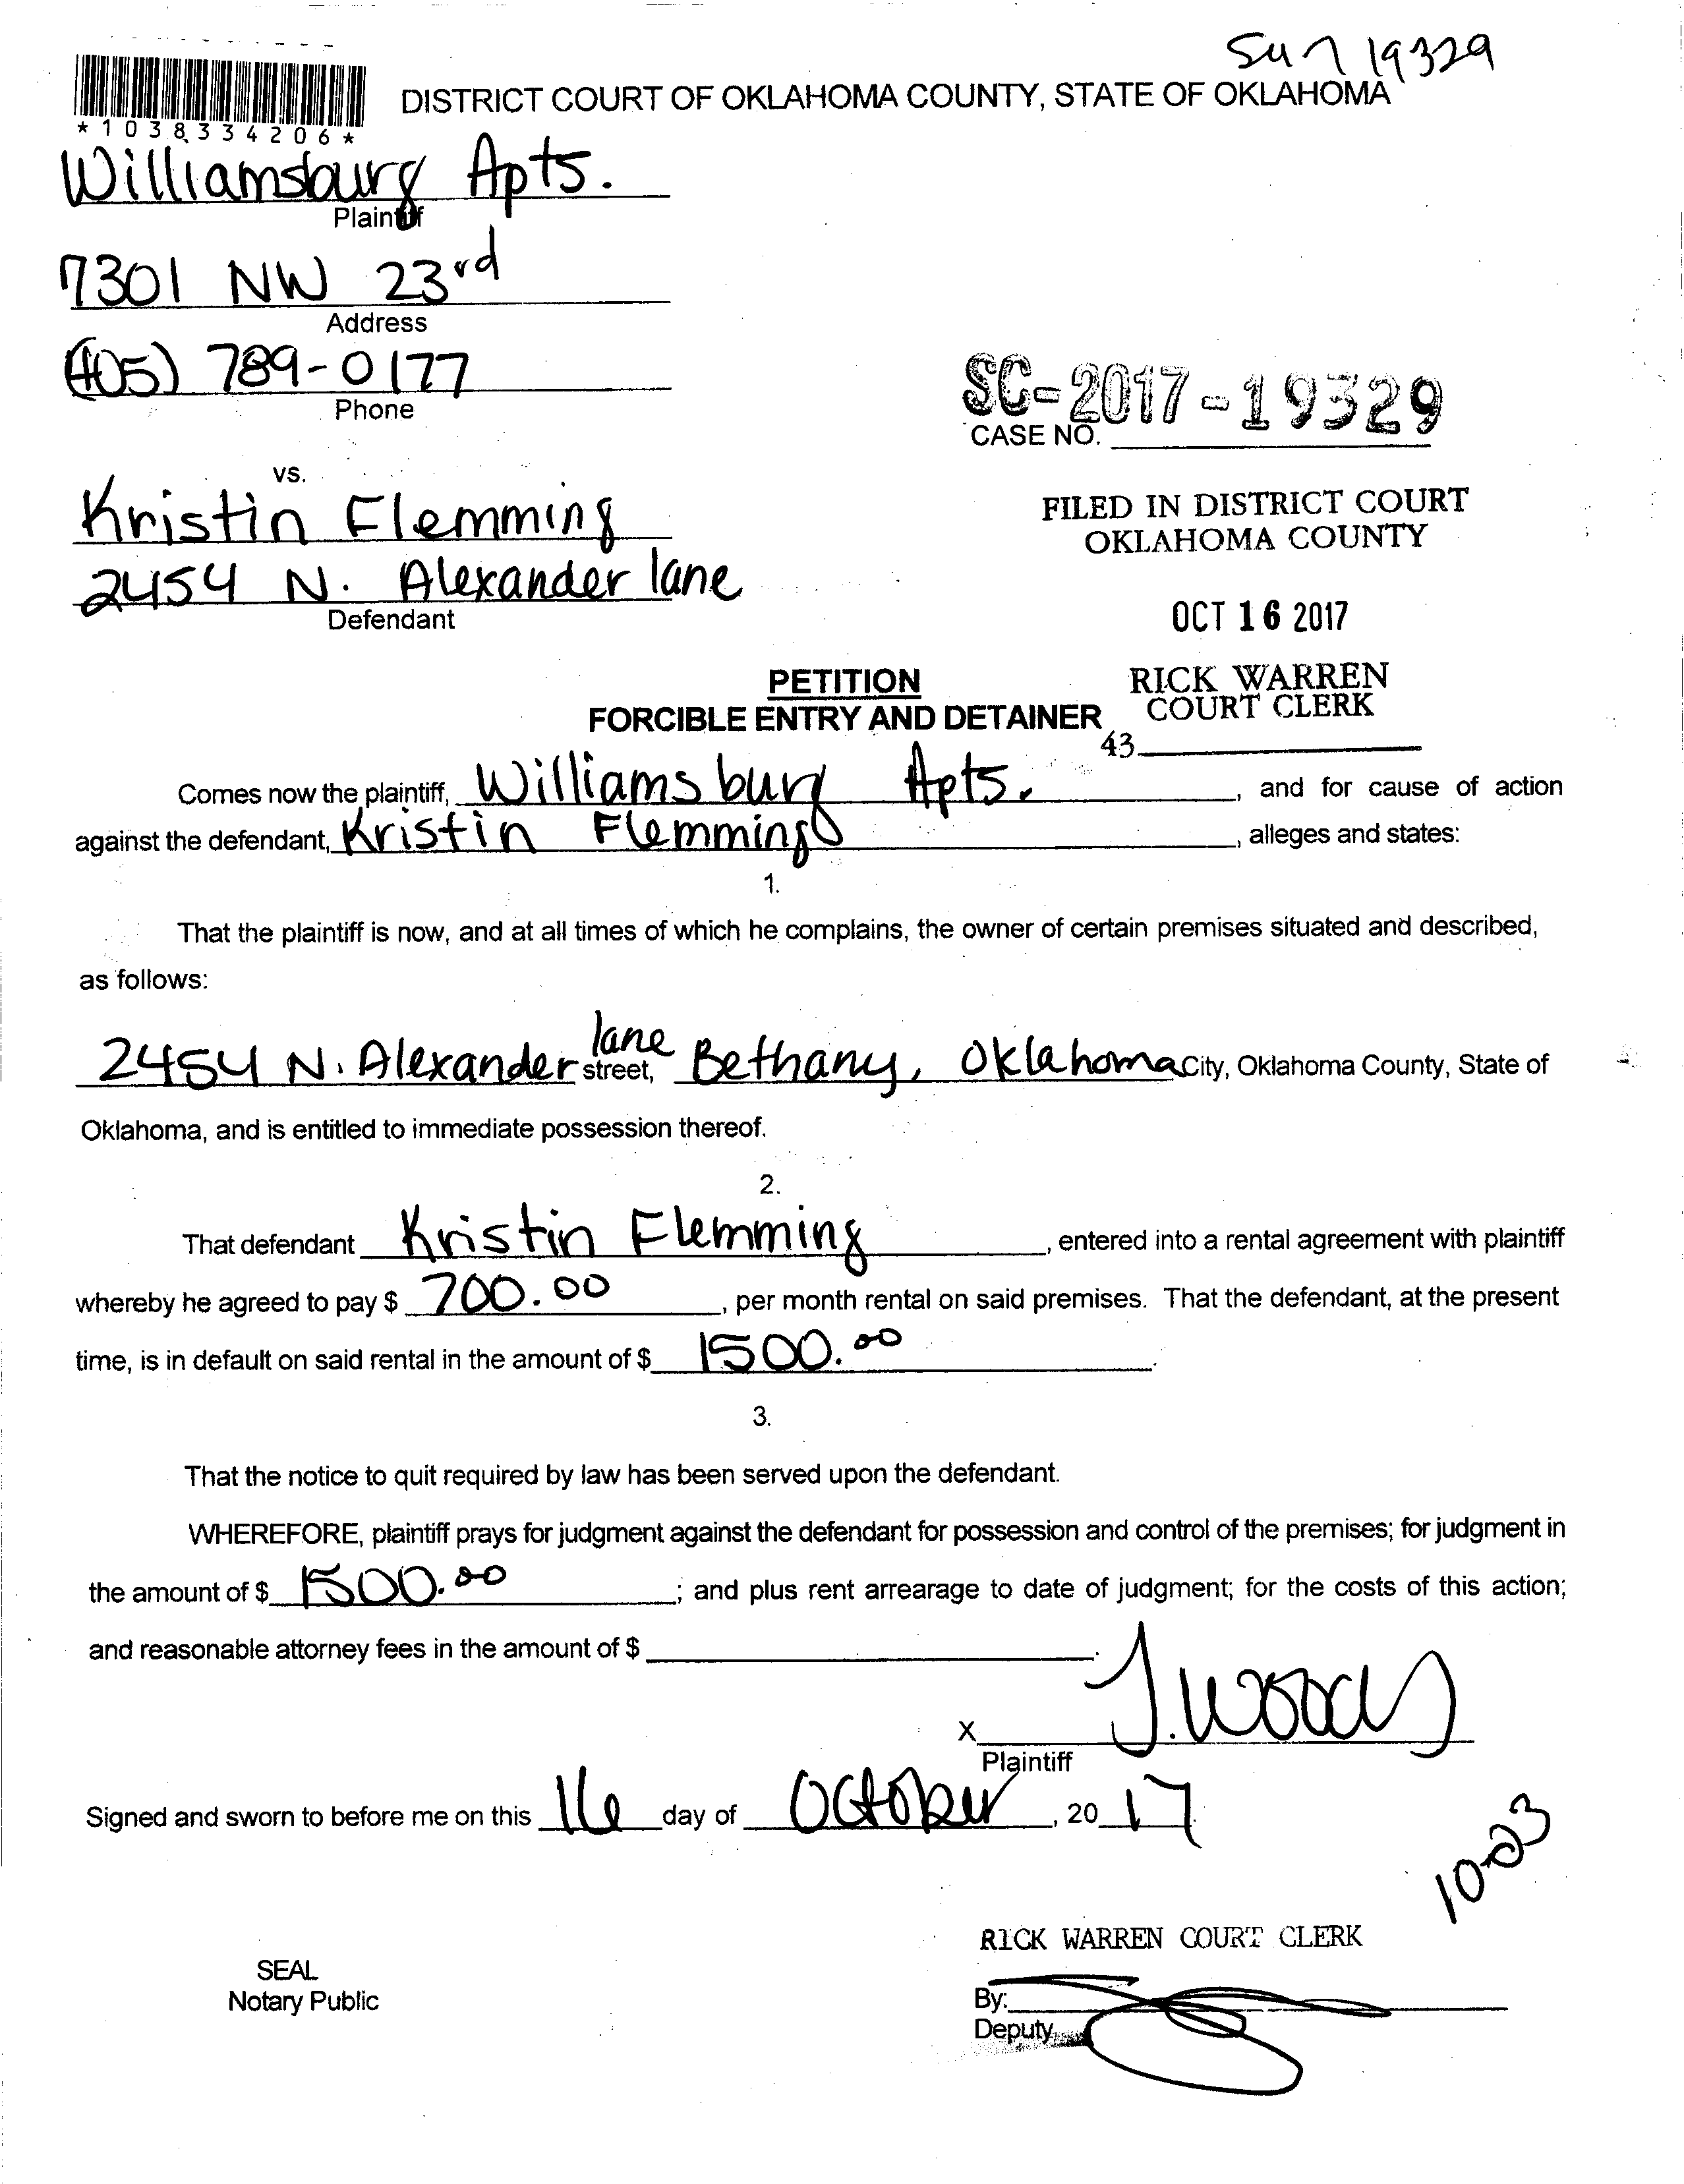 19329
DISTRICT COURT OF OKLAHOMA COUNTY, STATE OF OKLAHOMA
*1038334206*
Williamsburg Apts.
Plaintiff
7301 NW 23rd
Address
(405) 789-0177
Phone
SC-2017-19329
CASE NO.
vs.
Kristin Flemming
2454 N. Alexander lane
Defendant
FILED IN DISTRICT COURT
OKLAHOMA COUNTY
OCT 16 2017
RICK WARREN
COURT CLERK
43
PETITION
FORCIBLE ENTRY AND DETAINER
Comes now the plaintiff, Williamsburg Apts. , and for cause of action
against the defendant, Kristin Flemming , alleges and states:
1.
That the plaintiff is now, and at all times of which he complains, the owner of certain premises situated and described,
as follows:
2454 N. Alexander lane street, Bethany, Oklahoma City, Oklahoma County, State of
Oklahoma, and is entitled to immediate possession thereof.
2.
That defendant Kristin Flemming , entered into a rental agreement with plaintiff
whereby he agreed to pay $ 700.00 , per month rental on said premises. That the defendant, at the present
time, is in default on said rental in the amount of $ 1500.00 .
3.
That the notice to quit required by law has been served upon the defendant.
WHEREFORE, plaintiff prays for judgment against the defendant for possession and control of the premises; for judgment in
the amount of $ 1500.00 ; and plus rent arrearage to date of judgment; for the costs of this action;
and reasonable attorney fees in the amount of $ .
X J. Woods
Plaintiff
Signed and sworn to before me on this 16 day of October , 20 17 .
10-23
RICK WARREN COURT CLERK
SEAL
Notary Public
By:
Deputy